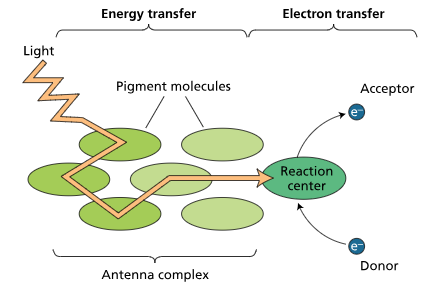 Energy transfer
Electron transfer
Light
Pigment molecules
Acceptor
e−
Reaction
center
e−
Donor
Antenna complex